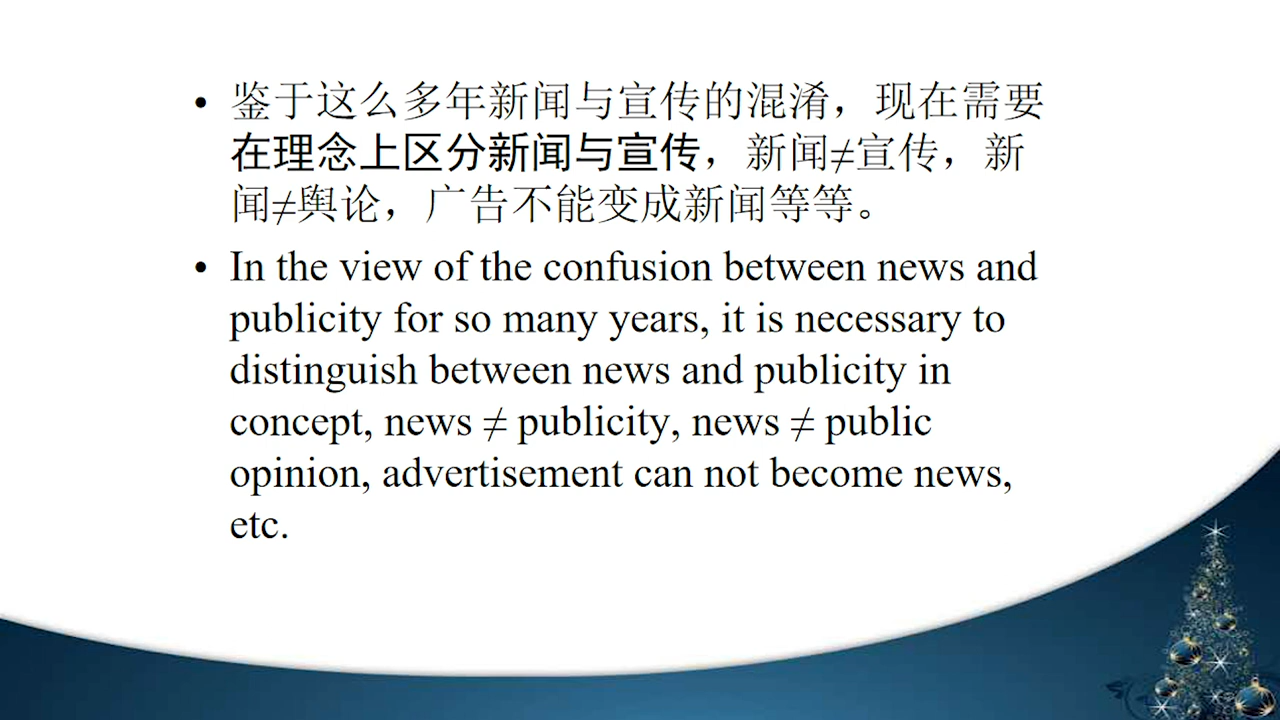 • 鉴于这么多年新闻与宣传的混淆，现在需要
在理念上区分新闻与宣传，新闻≠宣传，新
闻≠舆论，广告不能变成新闻等等。
• In the view of the confusion between news and
publicity for so many years, it is necessary to
distinguish between news and publicity in
concept, news ≠ publicity, news ≠ public
opinion, advertisement can not become news,
etc.